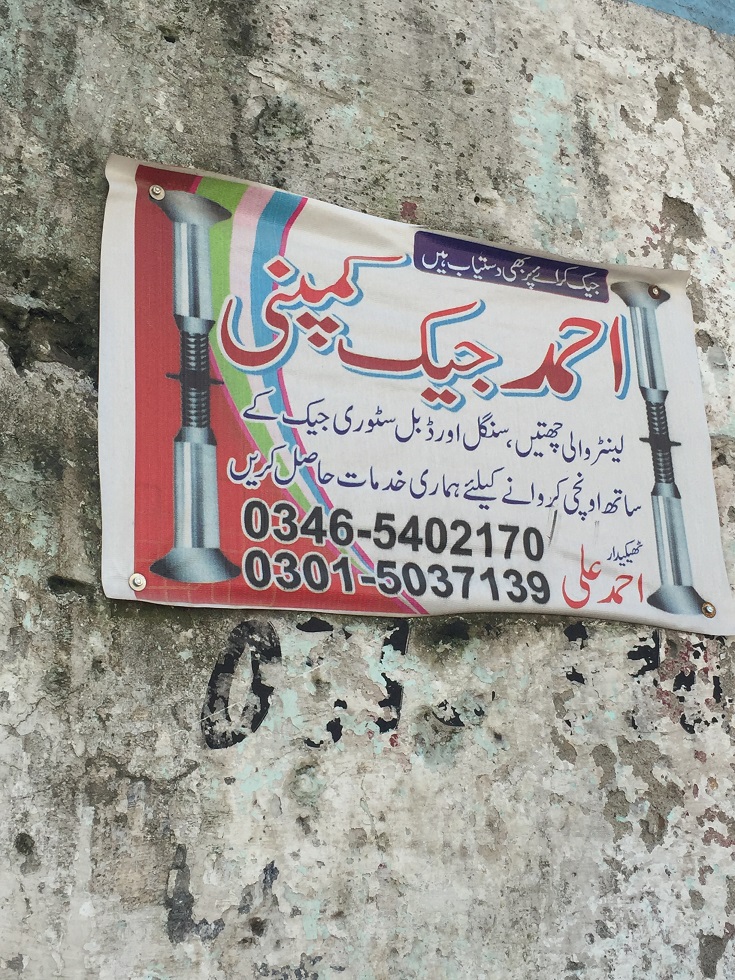 جیک کرائے پر بھی دستیاب ہیں
احمد جیک کمپنی
لینٹر والی چھتیں، سنگل اور ڈبل سٹوری جیک کے
ساتھ اونچی کروانے کیلئے ہماری خدمات حاصل کریں
0346-5402170
0301-5037139
ٹھیکیدار
احمد علی